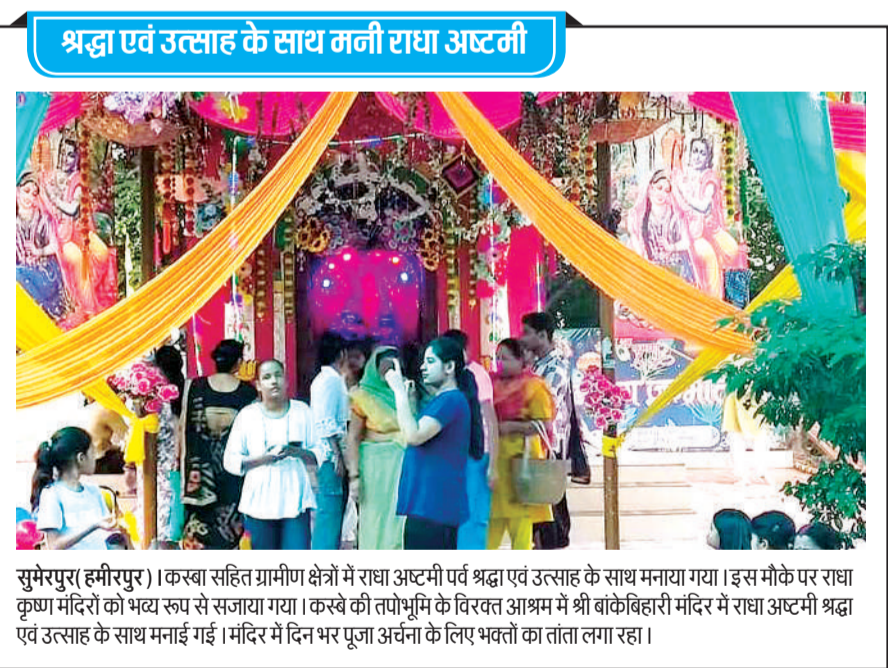 श्रद्धा एवं उत्साह के साथ मनी राधा अष्टमी
सुमेरपुर( हमीरपुर ) । कस्बा सहित ग्रामीण क्षेत्रों में राधा अष्टमी पर्व श्रद्धा एवं उत्साह के साथ मनाया गया । इस मौके पर राधा
कृष्ण मंदिरों को भव्य रूप से सजाया गया । कस्बे की तपोभूमि के विरक्त आश्रम में श्री बांकेबिहारी मंदिर में राधा अष्टमी श्रद्धा
एवं उत्साह के साथ मनाई गई । मंदिर में दिन भर पूजा अर्चना के लिए भक्तों का तांता लगा रहा ।